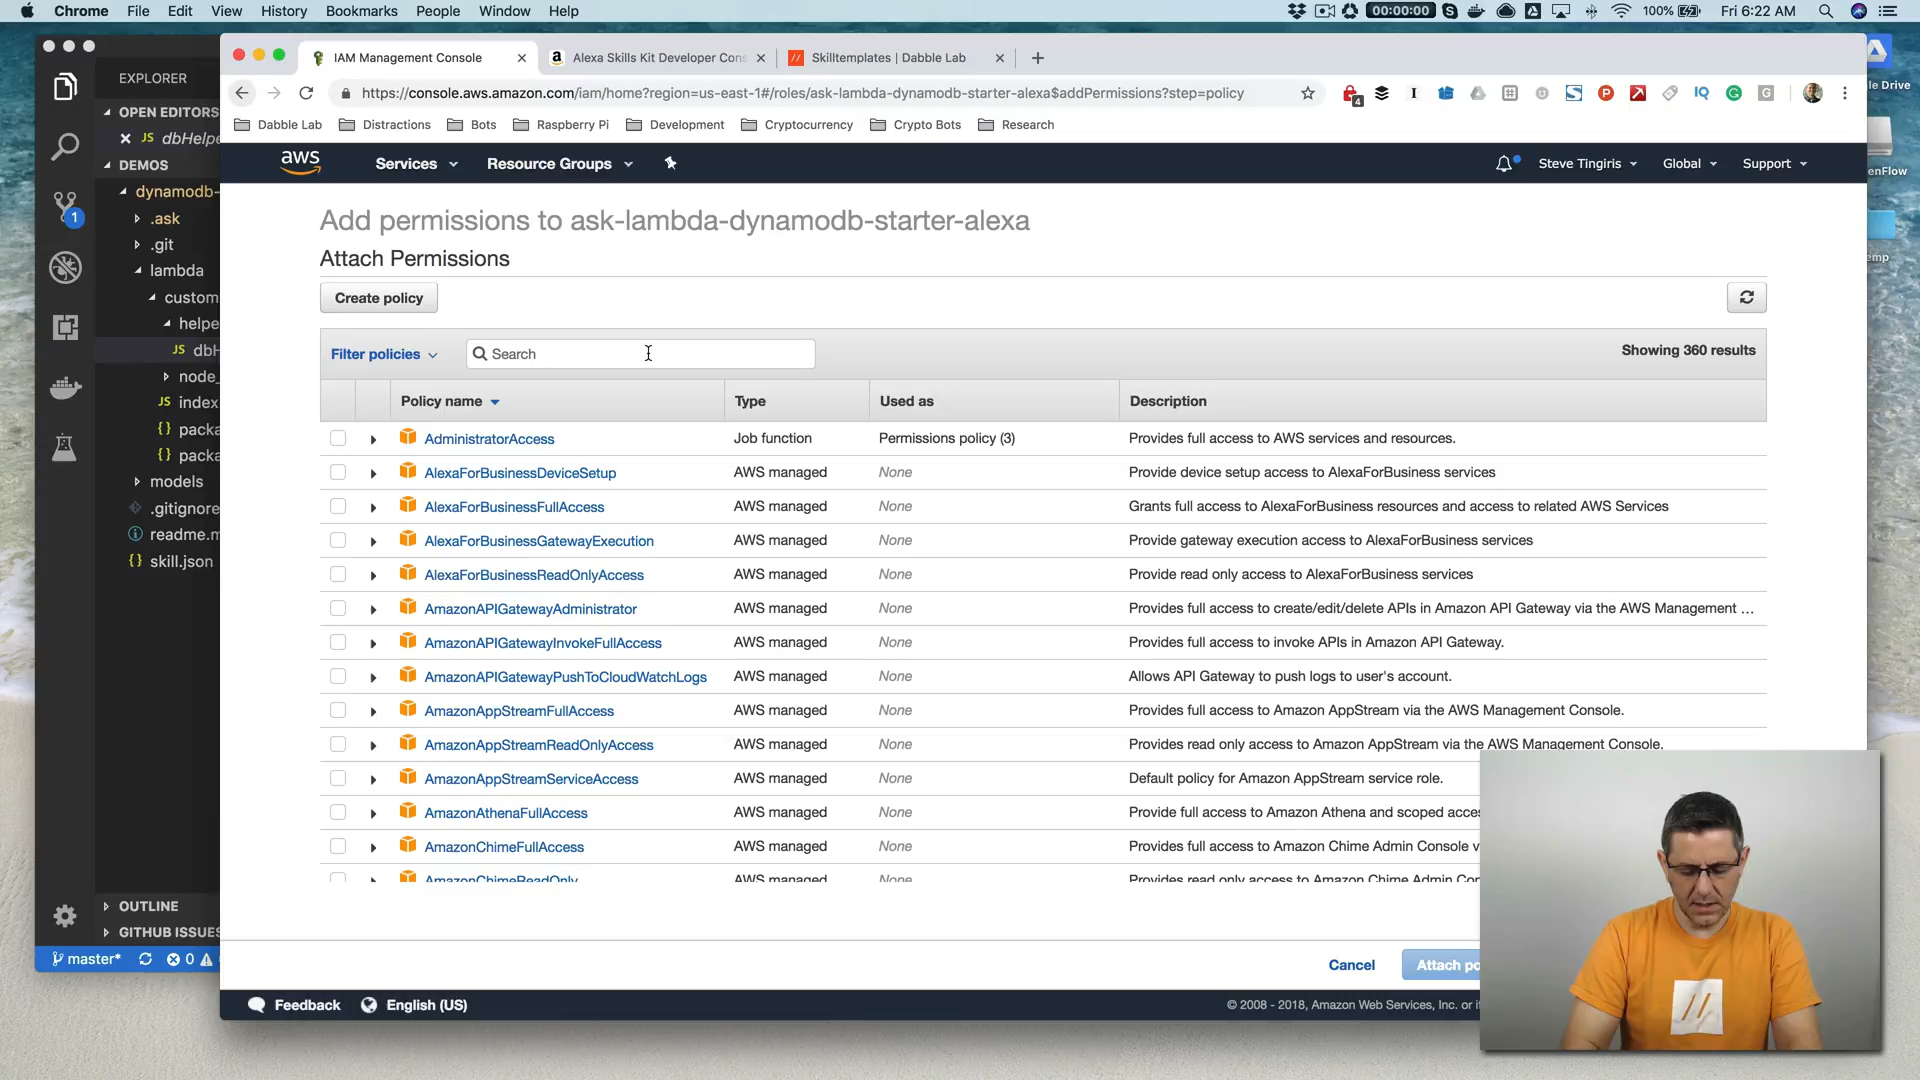 Chrome File Edit View History Bookmarks People Window Help 00:00:00 100% Fri 6:22 AM
IAM Management Console
Alexa Skills Kit Developer Cons
Skilltemplates | Dabble Lab
https://console.aws.amazon.com/iam/home?region=us-east-1#/roles/ask-lambda-dynamodb-starter-alexa$addPermissions?step=policy
Dabble Lab Distractions Bots Raspberry Pi Development Cryptocurrency Crypto Bots Research
aws Services Resource Groups Steve Tingiris Global Support
EXPLORER
OPEN EDITORS
JS dbHelpe
DEMOS
dynamodb-
.ask
.git
lambda
custom
helpe
JS dbH
node_
JS index.
{} packa
{} packa
models
.gitignore
readme.m
{} skill.json
OUTLINE
GITHUB ISSUES
master* 0
1
Add permissions to ask-lambda-dynamodb-starter-alexa
Attach Permissions
Create policy
Filter policies Search Showing 360 results
Policy name Type Used as Description
AdministratorAccess Job function Permissions policy (3) Provides full access to AWS services and resources.
AlexaForBusinessDeviceSetup AWS managed None Provide device setup access to AlexaForBusiness services
AlexaForBusinessFullAccess AWS managed None Grants full access to AlexaForBusiness resources and access to related AWS Services
AlexaForBusinessGatewayExecution AWS managed None Provide gateway execution access to AlexaForBusiness services
AlexaForBusinessReadOnlyAccess AWS managed None Provide read only access to AlexaForBusiness services
AmazonAPIGatewayAdministrator AWS managed None Provides full access to create/edit/delete APIs in Amazon API Gateway via the AWS Management ...
AmazonAPIGatewayInvokeFullAccess AWS managed None Provides full access to invoke APIs in Amazon API Gateway.
AmazonAPIGatewayPushToCloudWatchLogs AWS managed None Allows API Gateway to push logs to user's account.
AmazonAppStreamFullAccess AWS managed None Provides full access to Amazon AppStream via the AWS Management Console.
AmazonAppStreamReadOnlyAccess AWS managed None Provides read only access to Amazon AppStream via the AWS Management Console.
AmazonAppStreamServiceAccess AWS managed None Default policy for Amazon AppStream service role.
AmazonAthenaFullAccess AWS managed None Provide full access to Amazon Athena and scoped acces
AmazonChimeFullAccess AWS managed None Provides full access to Amazon Chime Admin Console v
AmazonChimeReadOnly AWS managed None Provides read only access to Amazon Chime Admin Con
Cancel Attach po
Feedback English (US) © 2008 - 2018, Amazon Web Services, Inc. or it
le Drive
enFlow
emp
//